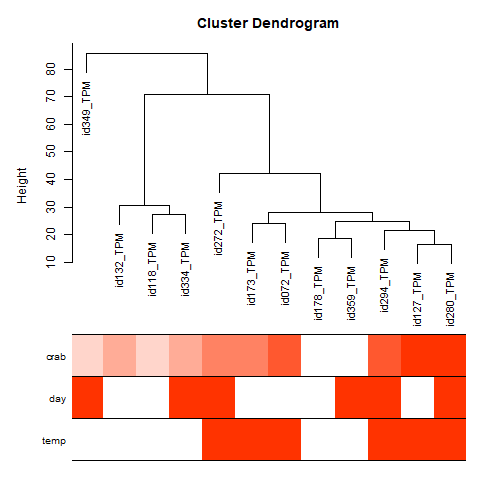 Cluster Dendrogram
Height
80
70
60
50
40
30
20
10
id349_TPM
id132_TPM
id118_TPM
id334_TPM
id272_TPM
id173_TPM
id072_TPM
id178_TPM
id359_TPM
id294_TPM
id127_TPM
id280_TPM
crab
day
temp